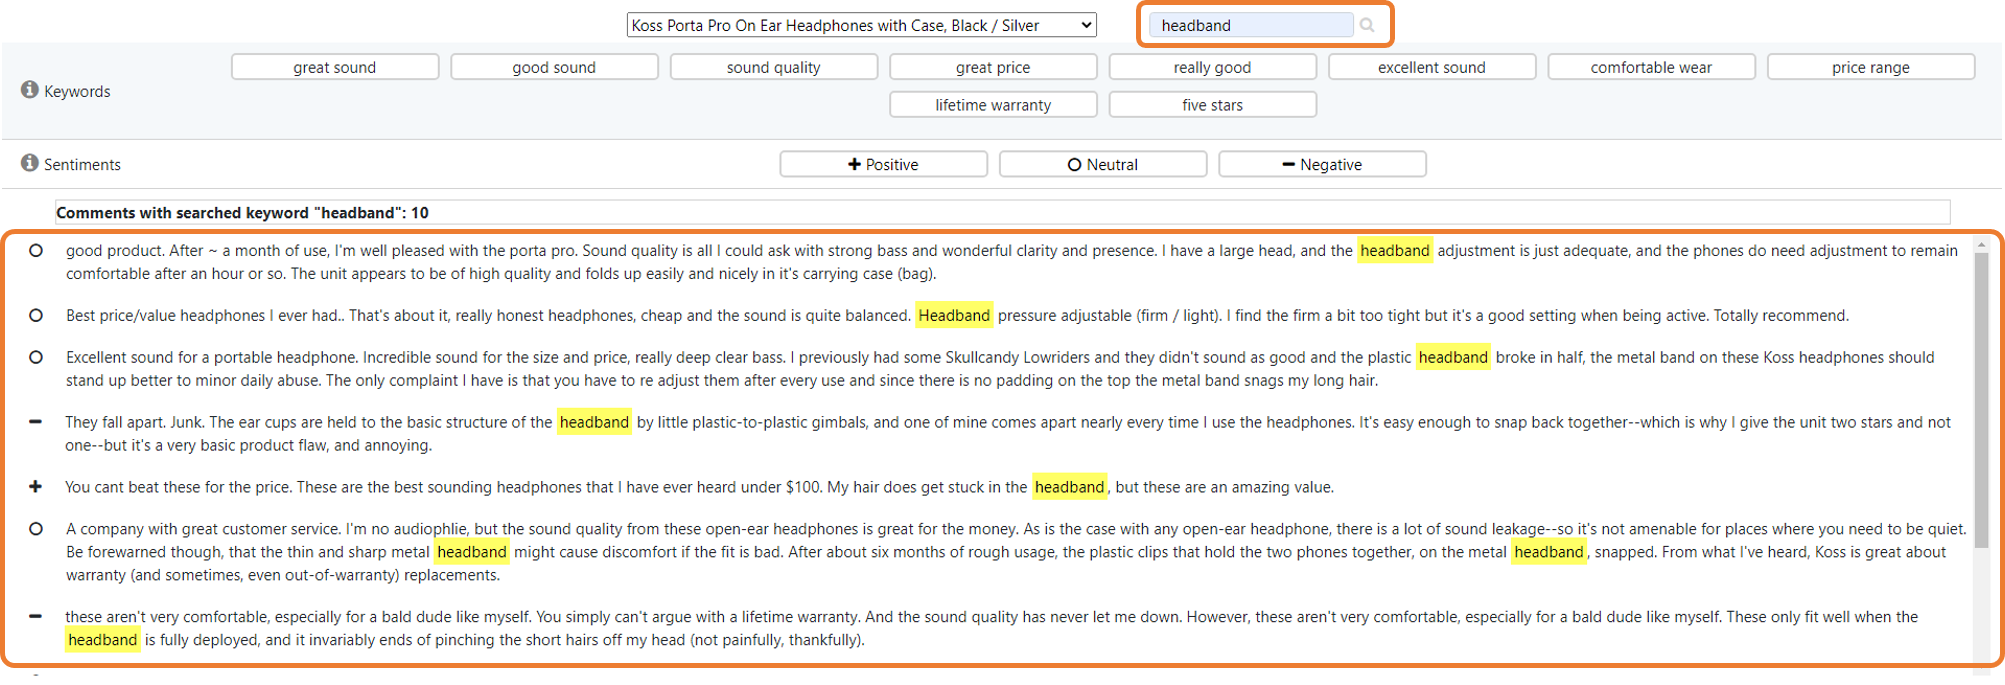 Koss Porta Pro On Ear Headphones with Case, Black / Silver
headband
great sound
good sound
sound quality
great price
really good
excellent sound
comfortable wear
price range
Keywords
lifetime warranty
five stars
Sentiments
Positive
Neutral
Negative
Comments with searched keyword "headband": 10
good product. After ~ a month of use, I'm well pleased with the porta pro. Sound quality is all I could ask with strong bass and wonderful clarity and presence. I have a large head, and the headband adjustment is just adequate, and the phones do need adjustment to remain
comfortable after an hour or so. The unit appears to be of high quality and folds up easily and nicely in it's carrying case (bag).
Best price/value headphones I ever had.. That's about it, really honest headphones, cheap and the sound is quite balanced. Headband pressure adjustable (firm / light). I find the firm a bit too tight but it's a good setting when being active. Totally recommend.
Excellent sound for a portable headphone. Incredible sound for the size and price, really deep clear bass. I previously had some Skullcandy Lowriders and they didn't sound as good and the plastic headband broke in half, the metal band on these Koss headphones should
stand up better to minor daily abuse. The only complaint I have is that you have to re adjust them after every use and since there is no padding on the top the metal band snags my long hair.
They fall apart. Junk. The ear cups are held to the basic structure of the headband by little plastic-to-plastic gimbals, and one of mine comes apart nearly every time I use the headphones. It's easy enough to snap back together--which is why I give the unit two stars and not
one--but it's a very basic product flaw, and annoying.
You cant beat these for the price. These are the best sounding headphones that I have ever heard under $100. My hair does get stuck in the headband, but these are an amazing value.
A company with great customer service. I'm no audiophlie, but the sound quality from these open-ear headphones is great for the money. As is the case with any open-ear headphone, there is a lot of sound leakage--so it's not amenable for places where you need to be quiet.
Be forewarned though, that the thin and sharp metal headband might cause discomfort if the fit is bad. After about six months of rough usage, the plastic clips that hold the two phones together, on the metal headband, snapped. From what I've heard, Koss is great about
warranty (and sometimes, even out-of-warranty) replacements.
these aren't very comfortable, especially for a bald dude like myself. You simply can't argue with a lifetime warranty. And the sound quality has never let me down. However, these aren't very comfortable, especially for a bald dude like myself. These only fit well when the
headband is fully deployed, and it invariably ends of pinching the short hairs off my head (not painfully, thankfully).